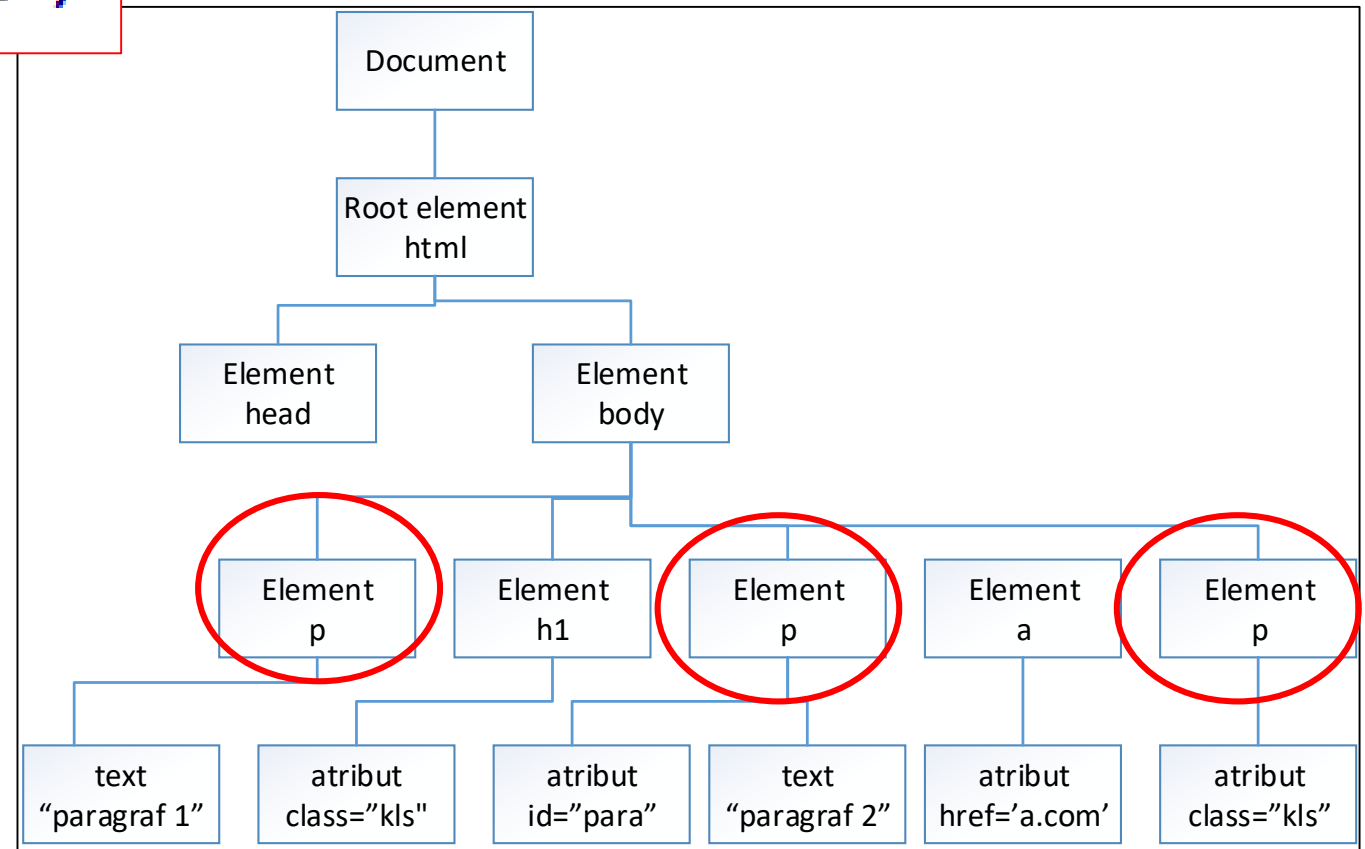 Document
Root element
html
Element
head
Element
body
Element
p
Element
h1
Element
p
Element
a
Element
p
text
“paragraf 1”
atribut
class=”kls"
atribut
id=”para”
text
“paragraf 2”
atribut
href=’a.com’
atribut
class=”kls”